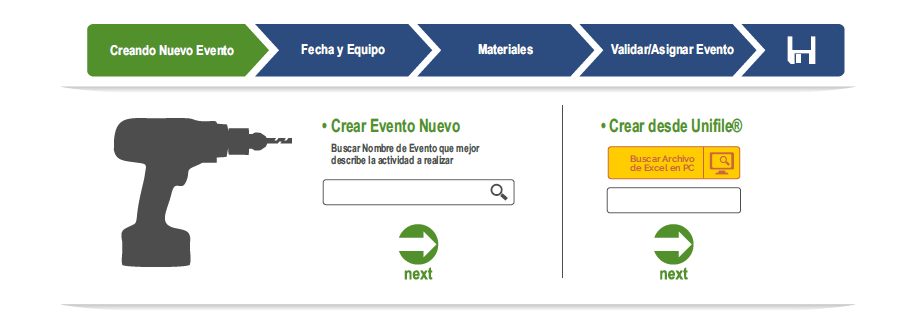 Creando Nuevo Evento
Fecha y Equipo
Materiales
Validar/Asignar Evento
• Crear Evento Nuevo
Buscar Nombre de Evento que mejor
describe la actividad a realizar
next
• Crear desde Unifile®
Buscar Archivo
de Excel en PC
next